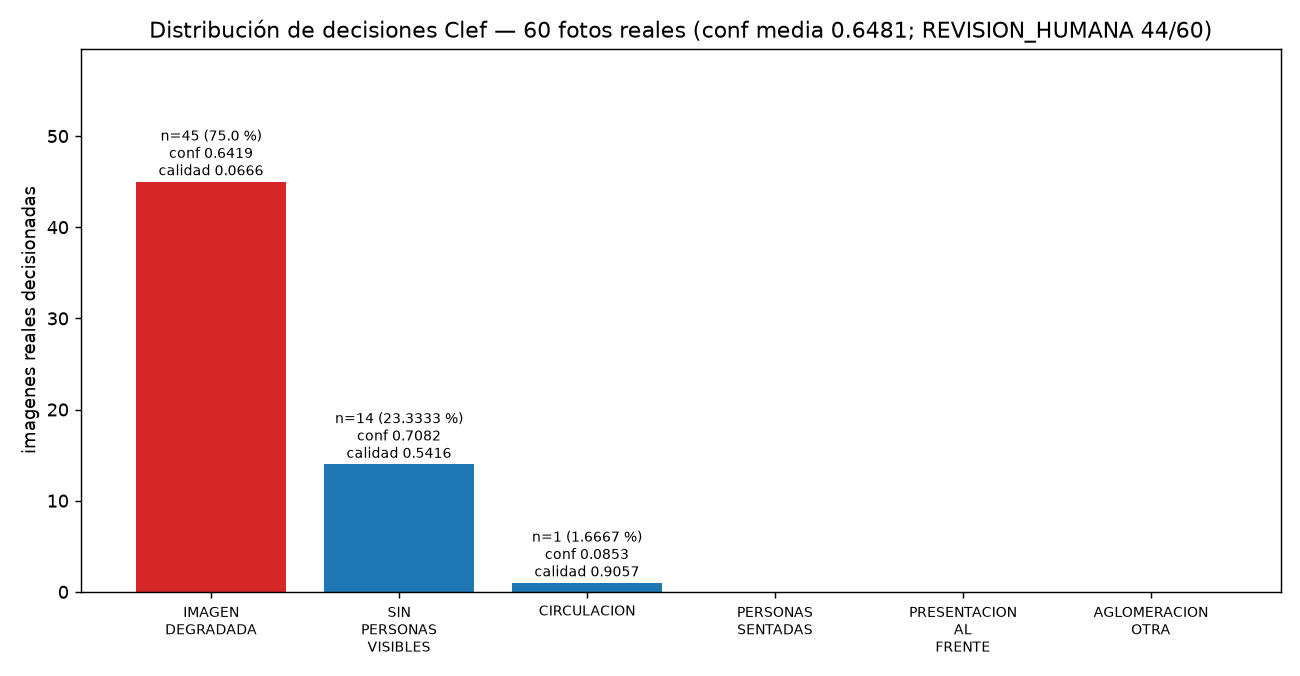 Distribución de decisiones Clef — 60 fotos reales (conf media 0.6481; REVISION_HUMANA 44/60)
imagenes reales decisionadas
50
40
30
20
10
0
n=45 (75.0 %)
conf 0.6419
calidad 0.0666
n=14 (23.3333 %)
conf 0.7082
calidad 0.5416
n=1 (1.6667 %)
conf 0.0853
calidad 0.9057
IMAGEN
DEGRADADA
SIN
PERSONAS
VISIBLES
CIRCULACION
PERSONAS
SENTADAS
PRESENTACION
AL
FRENTE
AGLOMERACION
OTRA